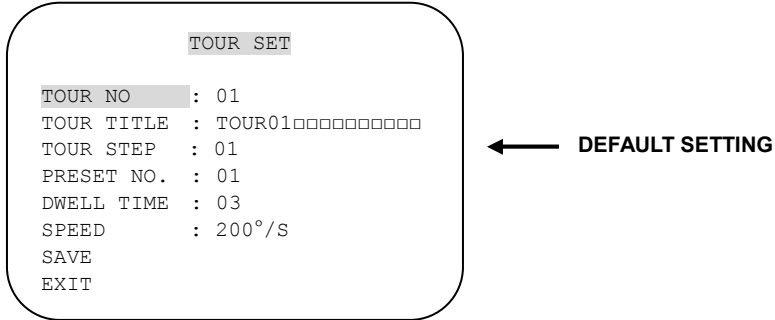 TOUR SET
TOUR NO : 01
TOUR TITLE : TOUR01□□□□□□□□□□
TOUR STEP : 01
PRESET NO. : 01
DWELL TIME : 03
SPEED : 200°/S
SAVE
EXIT
DEFAULT SETTING